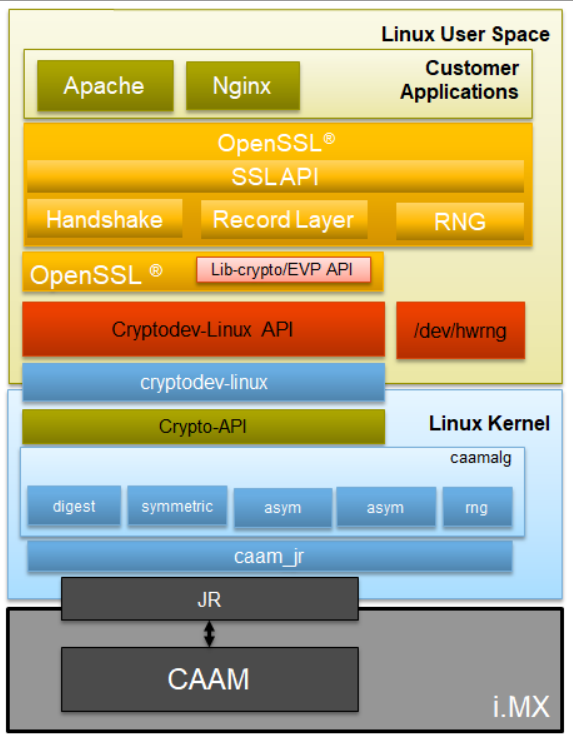 Linux User Space
Customer
Applications
Apache
Nginx
OpenSSL®
SSL API
Handshake
Record Layer
RNG
OpenSSL ®
Lib-crypto/EVP API
Cryptodev-Linux API
/dev/hwrng
cryptodev-linux
Crypto-API
Linux Kernel
caamalg
digest
symmetric
asym
asym
rng
caam_jr
JR
CAAM
i.MX